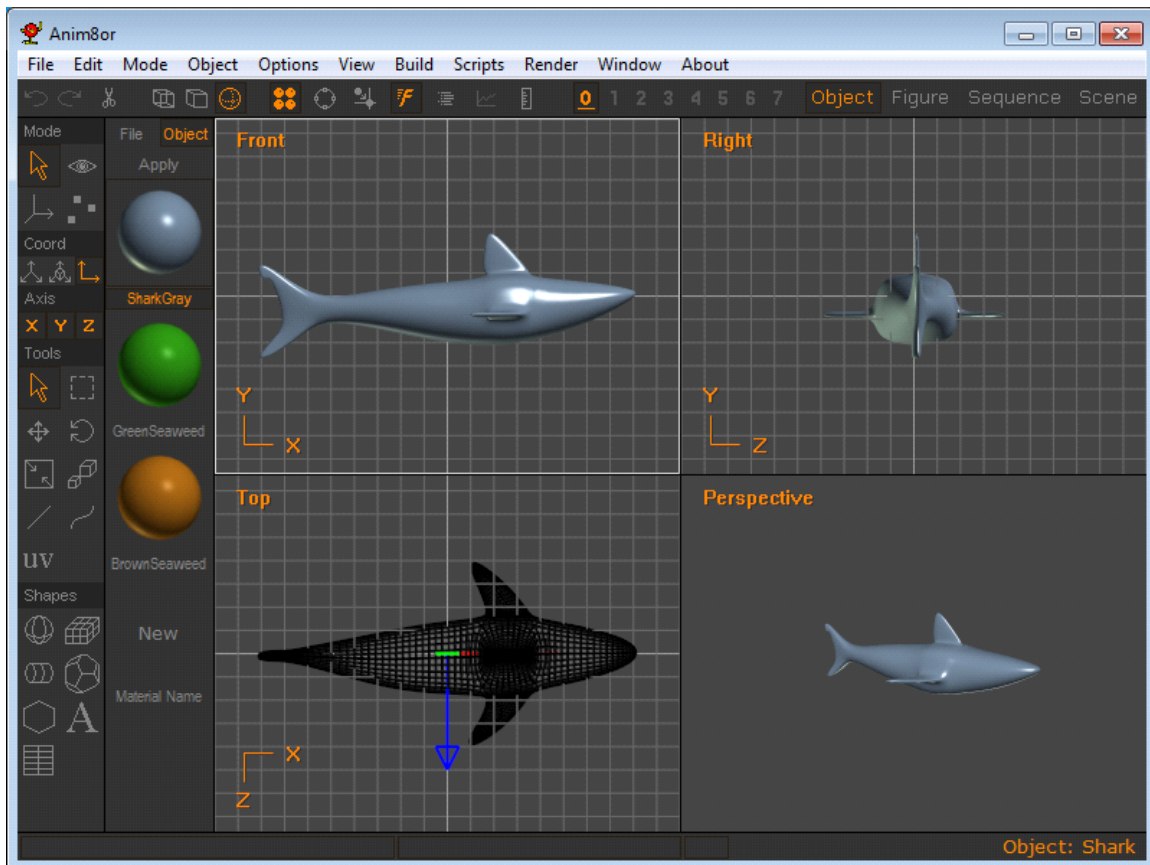 Anim8or
File Edit Mode Object Options View Build Scripts Render Window About
0 1 2 3 4 5 6 7 Object Figure Sequence Scene
Mode
Coord
Axis
X Y Z
Tools
UV
Shapes
A
File Object
Apply
SharkGray
GreenSeaweed
BrownSeaweed
New
Material Name
Front
Y
X
Right
Y
Z
Top
X
Z
Perspective
Object: Shark